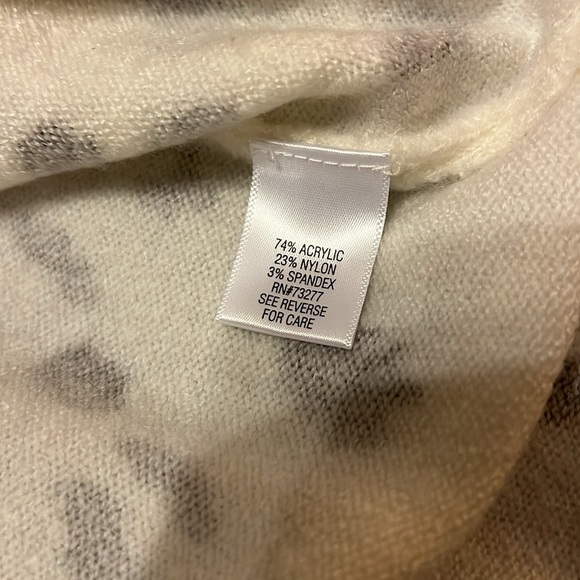 74% ACRYLIC
23% NYLON
3% SPANDEX
RN#73277
SEE REVERSE
FOR CARE